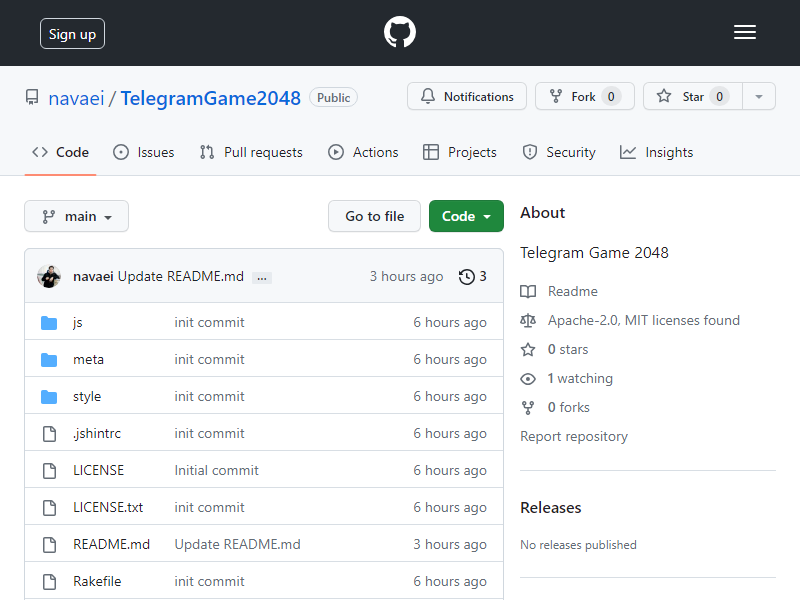 Sign up
navaei / TelegramGame2048 Public
Notifications Fork 0 Star 0
Code Issues Pull requests Actions Projects Security Insights
main Go to file Code
navaei Update README.md ... 3 hours ago 3
js init commit 6 hours ago
meta init commit 6 hours ago
style init commit 6 hours ago
.jshintrc init commit 6 hours ago
LICENSE Initial commit 6 hours ago
LICENSE.txt init commit 6 hours ago
README.md Update README.md 3 hours ago
Rakefile init commit 6 hours ago
About
Telegram Game 2048
Readme
Apache-2.0, MIT licenses found
0 stars
1 watching
0 forks
Report repository
Releases
No releases published